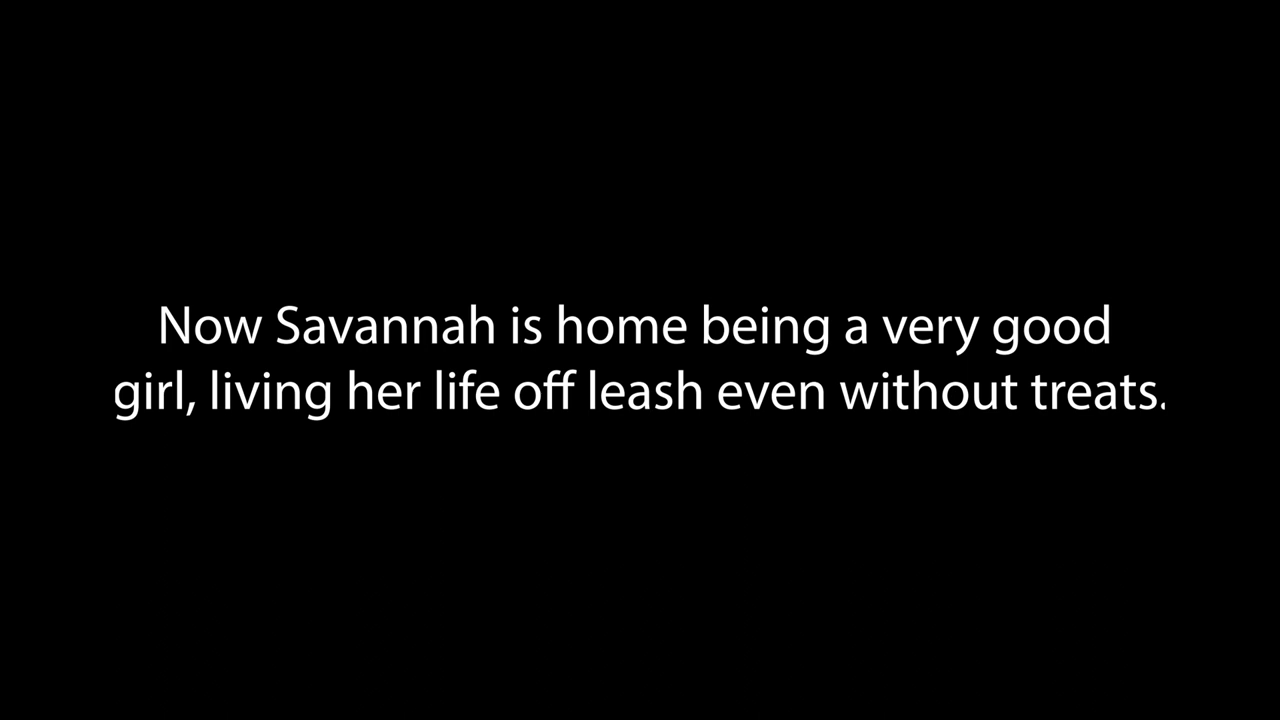 Now Savannah is home being a very good
girl, living her life off leash even without treats.